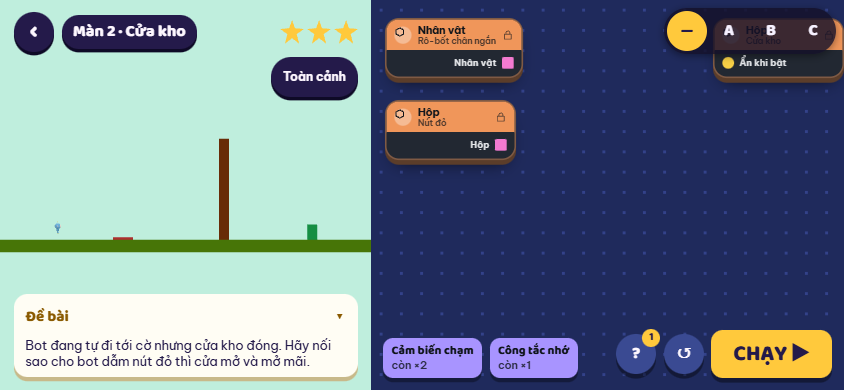 Màn 2 · Cửa kho
Toàn cảnh
Đề bài
Bot đang tự đi tới cờ nhưng cửa kho đóng. Hãy nối
sao cho bot dẫm nút đỏ thì cửa mở và mở mãi.
Nhân vật
Rô-bốt chân ngắn
Nhân vật
Hộp
Nút đỏ
Hộp
Hộp
Cửa kho
Ẩn khi bật
A B C
Cảm biến chạm
còn ×2
Công tắc nhớ
còn ×1
?
1
CHẠY